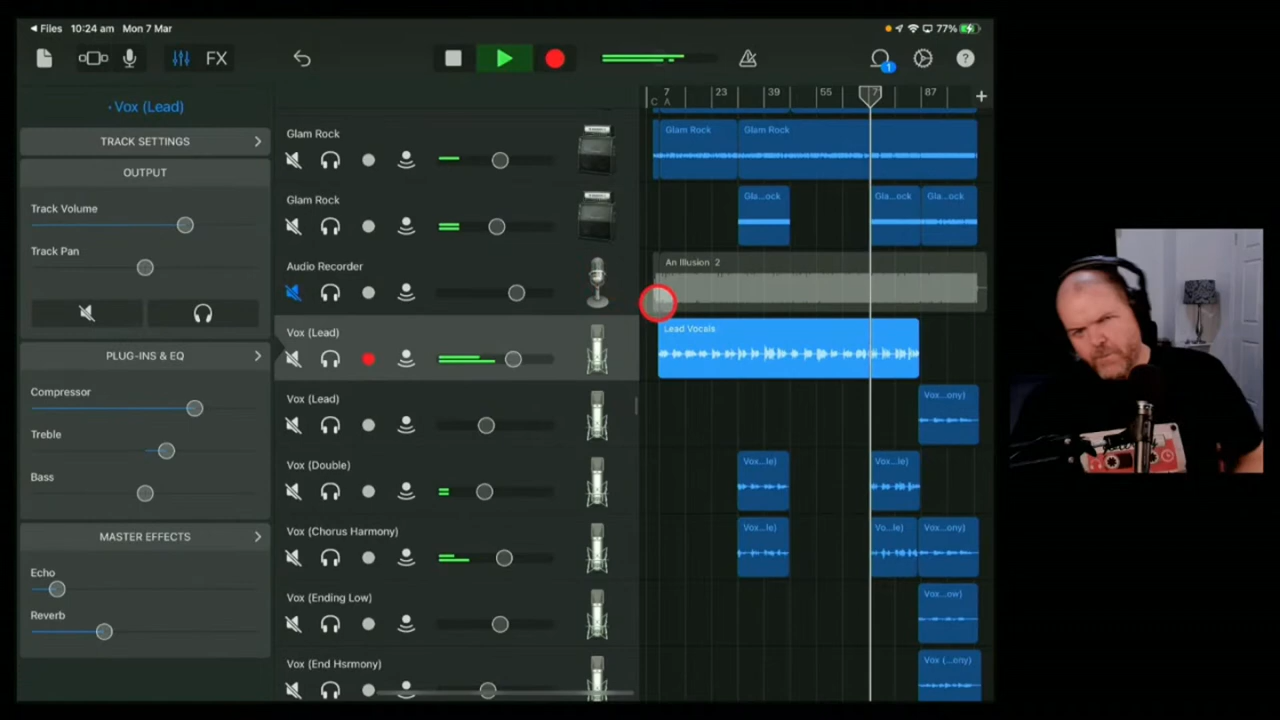 Files 10:24 am Mon 7 Mar
77%
FX
1
?
Vox (Lead)
TRACK SETTINGS
OUTPUT
Track Volume
Track Pan
PLUG-INS & EQ
Compressor
Treble
Bass
MASTER EFFECTS
Echo
Reverb
Glam Rock
Glam Rock
Audio Recorder
Vox (Lead)
Vox (Lead)
Vox (Double)
Vox (Chorus Harmony)
Vox (Ending Low)
Vox (End Hsrmony)
7 23 39 55 7 87 +
C A
Glam Rock Glam Rock
Gla...ock Gla...ock Gla...ock
An Illusion 2
Lead Vocals
Vox...ony)
Vox...le) Vox...le)
Vox...le) Vo...le) Vox...ony)
Vox...ow)
Vox (...ony)